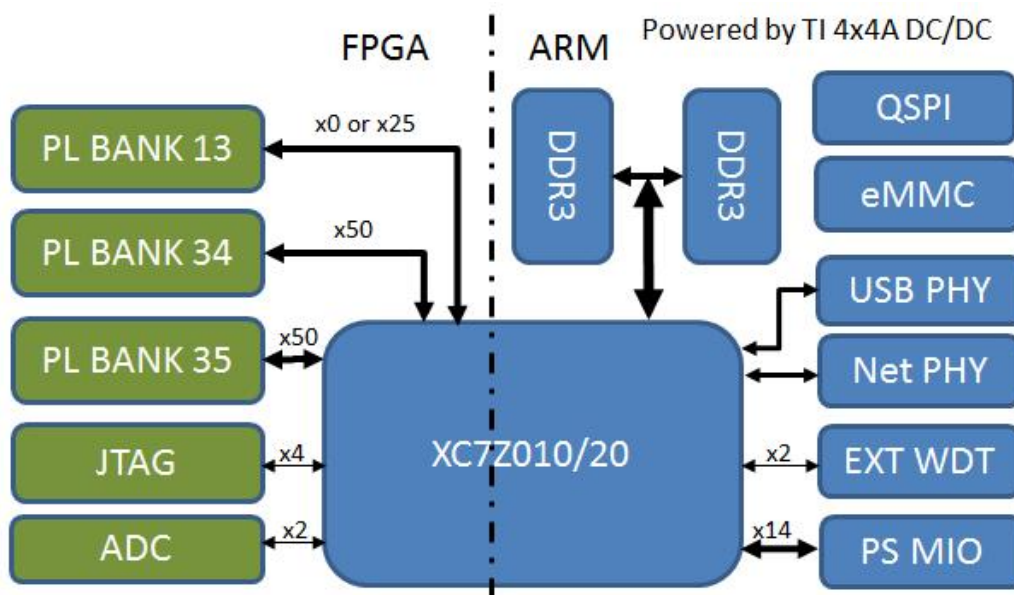 FPGA
ARM
Powered by TI 4x4A DC/DC
PL BANK 13
x0 or x25
DDR3
DDR3
QSPI
eMMC
PL BANK 34
x50
USB PHY
PL BANK 35
x50
Net PHY
JTAG
x4
XC7Z010/20
x2
EXT WDT
ADC
x2
x14
PS MIO